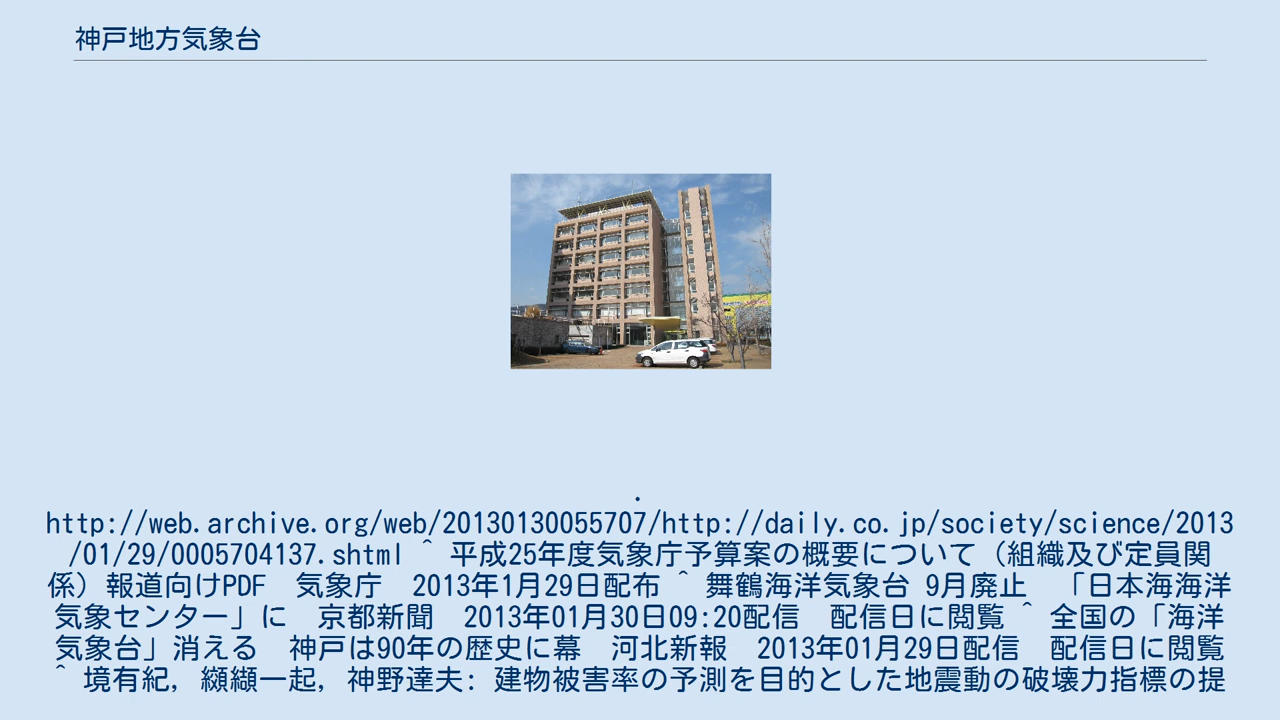 神戸地方気象台
.
http://web.archive.org/web/20130130055707/http://daily.co.jp/society/science/2013
/01/29/0005704137.shtml ^ 平成25年度気象庁予算案の概要について（組織及び定員関
係）報道向けPDF　気象庁　2013年1月29日配布 ^ 舞鶴海洋気象台 9月廃止　「日本海海洋
気象センター」に　京都新聞　2013年01月30日09:20配信　配信日に閲覧 ^ 全国の「海洋
気象台」消える　神戸は90年の歴史に幕　河北新報　2013年01月29日配信　配信日に閲覧
^ 境有紀, 纐纈一起, 神野達夫: 建物被害率の予測を目的とした地震動の破壊力指標の提